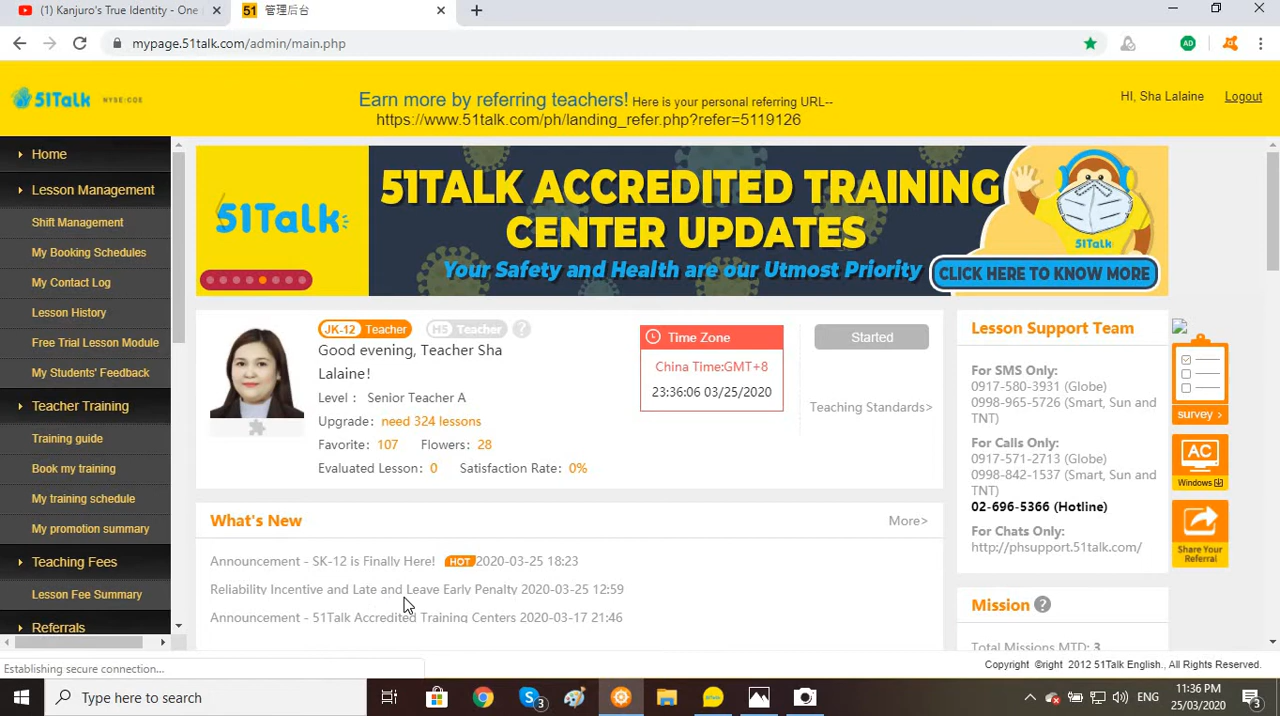 (1) Kanjuro's True Identity - One
管理后台
mypage.51talk.com/admin/main.php
51Talk NYSE:COE
Earn more by referring teachers! Here is your personal referring URL--
https://www.51talk.com/ph/landing_refer.php?refer=5119126
HI, Sha Lalaine Logout
Home
Lesson Management
Shift Management
My Booking Schedules
My Contact Log
Lesson History
Free Trial Lesson Module
My Students' Feedback
Teacher Training
Training guide
Book my training
My training schedule
My promotion summary
Teaching Fees
Lesson Fee Summary
Referrals
51Talk
51TALK ACCREDITED TRAINING
CENTER UPDATES
Your Safety and Health are our Utmost Priority
CLICK HERE TO KNOW MORE
51Talk
JK-12 Teacher H5 Teacher ?
Good evening, Teacher Sha
Lalaine!
Level : Senior Teacher A
Upgrade: need 324 lessons
Favorite: 107 Flowers: 28
Evaluated Lesson: 0 Satisfaction Rate: 0%
Time Zone
China Time:GMT+8
23:36:06 03/25/2020
Started
Teaching Standards>
What's New
More>
Announcement - SK-12 is Finally Here! HOT 2020-03-25 18:23
Reliability Incentive and Late and Leave Early Penalty 2020-03-25 12:59
Announcement - 51Talk Accredited Training Centers 2020-03-17 21:46
Lesson Support Team
For SMS Only:
0917-580-3931 (Globe)
0998-965-5726 (Smart, Sun and
TNT)
For Calls Only:
0917-571-2713 (Globe)
0998-842-1537 (Smart, Sun and
TNT)
02-696-5366 (Hotline)
For Chats Only:
http://phsupport.51talk.com/
Mission ?
Total Missions MTD: 3
survey >
AC
Windows
Share Your
Referral
Establishing secure connection...
Copyright ©right 2012 51Talk English., All Rights Reserved.
Type here to search
3
ENG
11:36 PM
25/03/2020
3